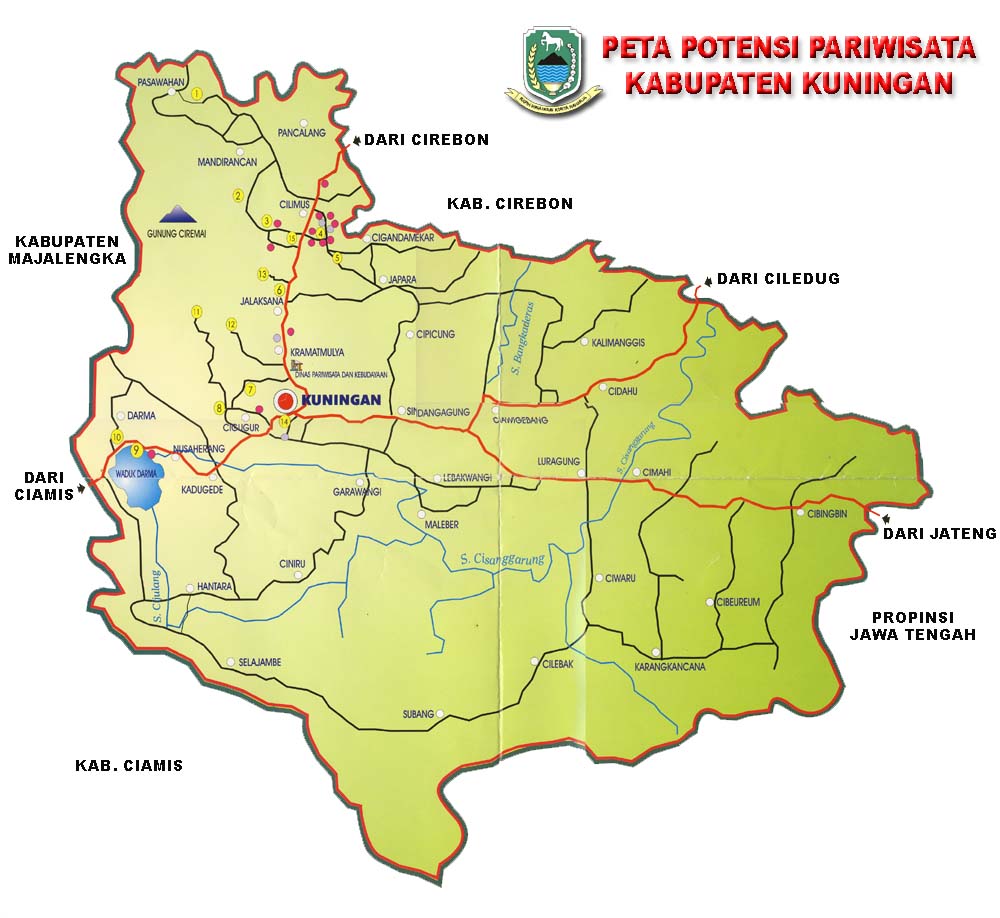 PETA POTENSI PARIWISATA
KABUPATEN KUNINGAN
PASAWAHAN
1
PANCALANG
DARI CIREBON
MANDIRANCAN
2
CILIMUS
KAB. CIREBON
3
GUNUNG CIREMAI
15
4
CIGANDAMEKAR
KABUPATEN
MAJALENGKA
5
13
JAPARA
DARI CILEDUG
6
JALAKSANA
11
12
CIPICUNG
S. Bangkaderas
KALIMANGGIS
KRAMATMULYA
DINAS PARIWISATA DAN KEBUDAYAAN
7
CIDAHU
KUNINGAN
8
DARMA
CIGUGUR
14
DANGAGUNG
CIAWIGEBANG
S. Cisanggarung
10
9
NUSAHERANG
DARI
CIAMIS
WADUK DARMA
KADUGEDE
GARAWANGI
LEBAKWANGI
LURAGUNG
CIMAHI
CIBINGBIN
MALEBER
DARI JATENG
S. Cisanggarung
CINIRU
HANTARA
CIWARU
CIBEUREUM
PROPINSI
JAWA TENGAH
SELAJAMBE
CILEBAK
KARANGKANCANA
SUBANG
KAB. CIAMIS